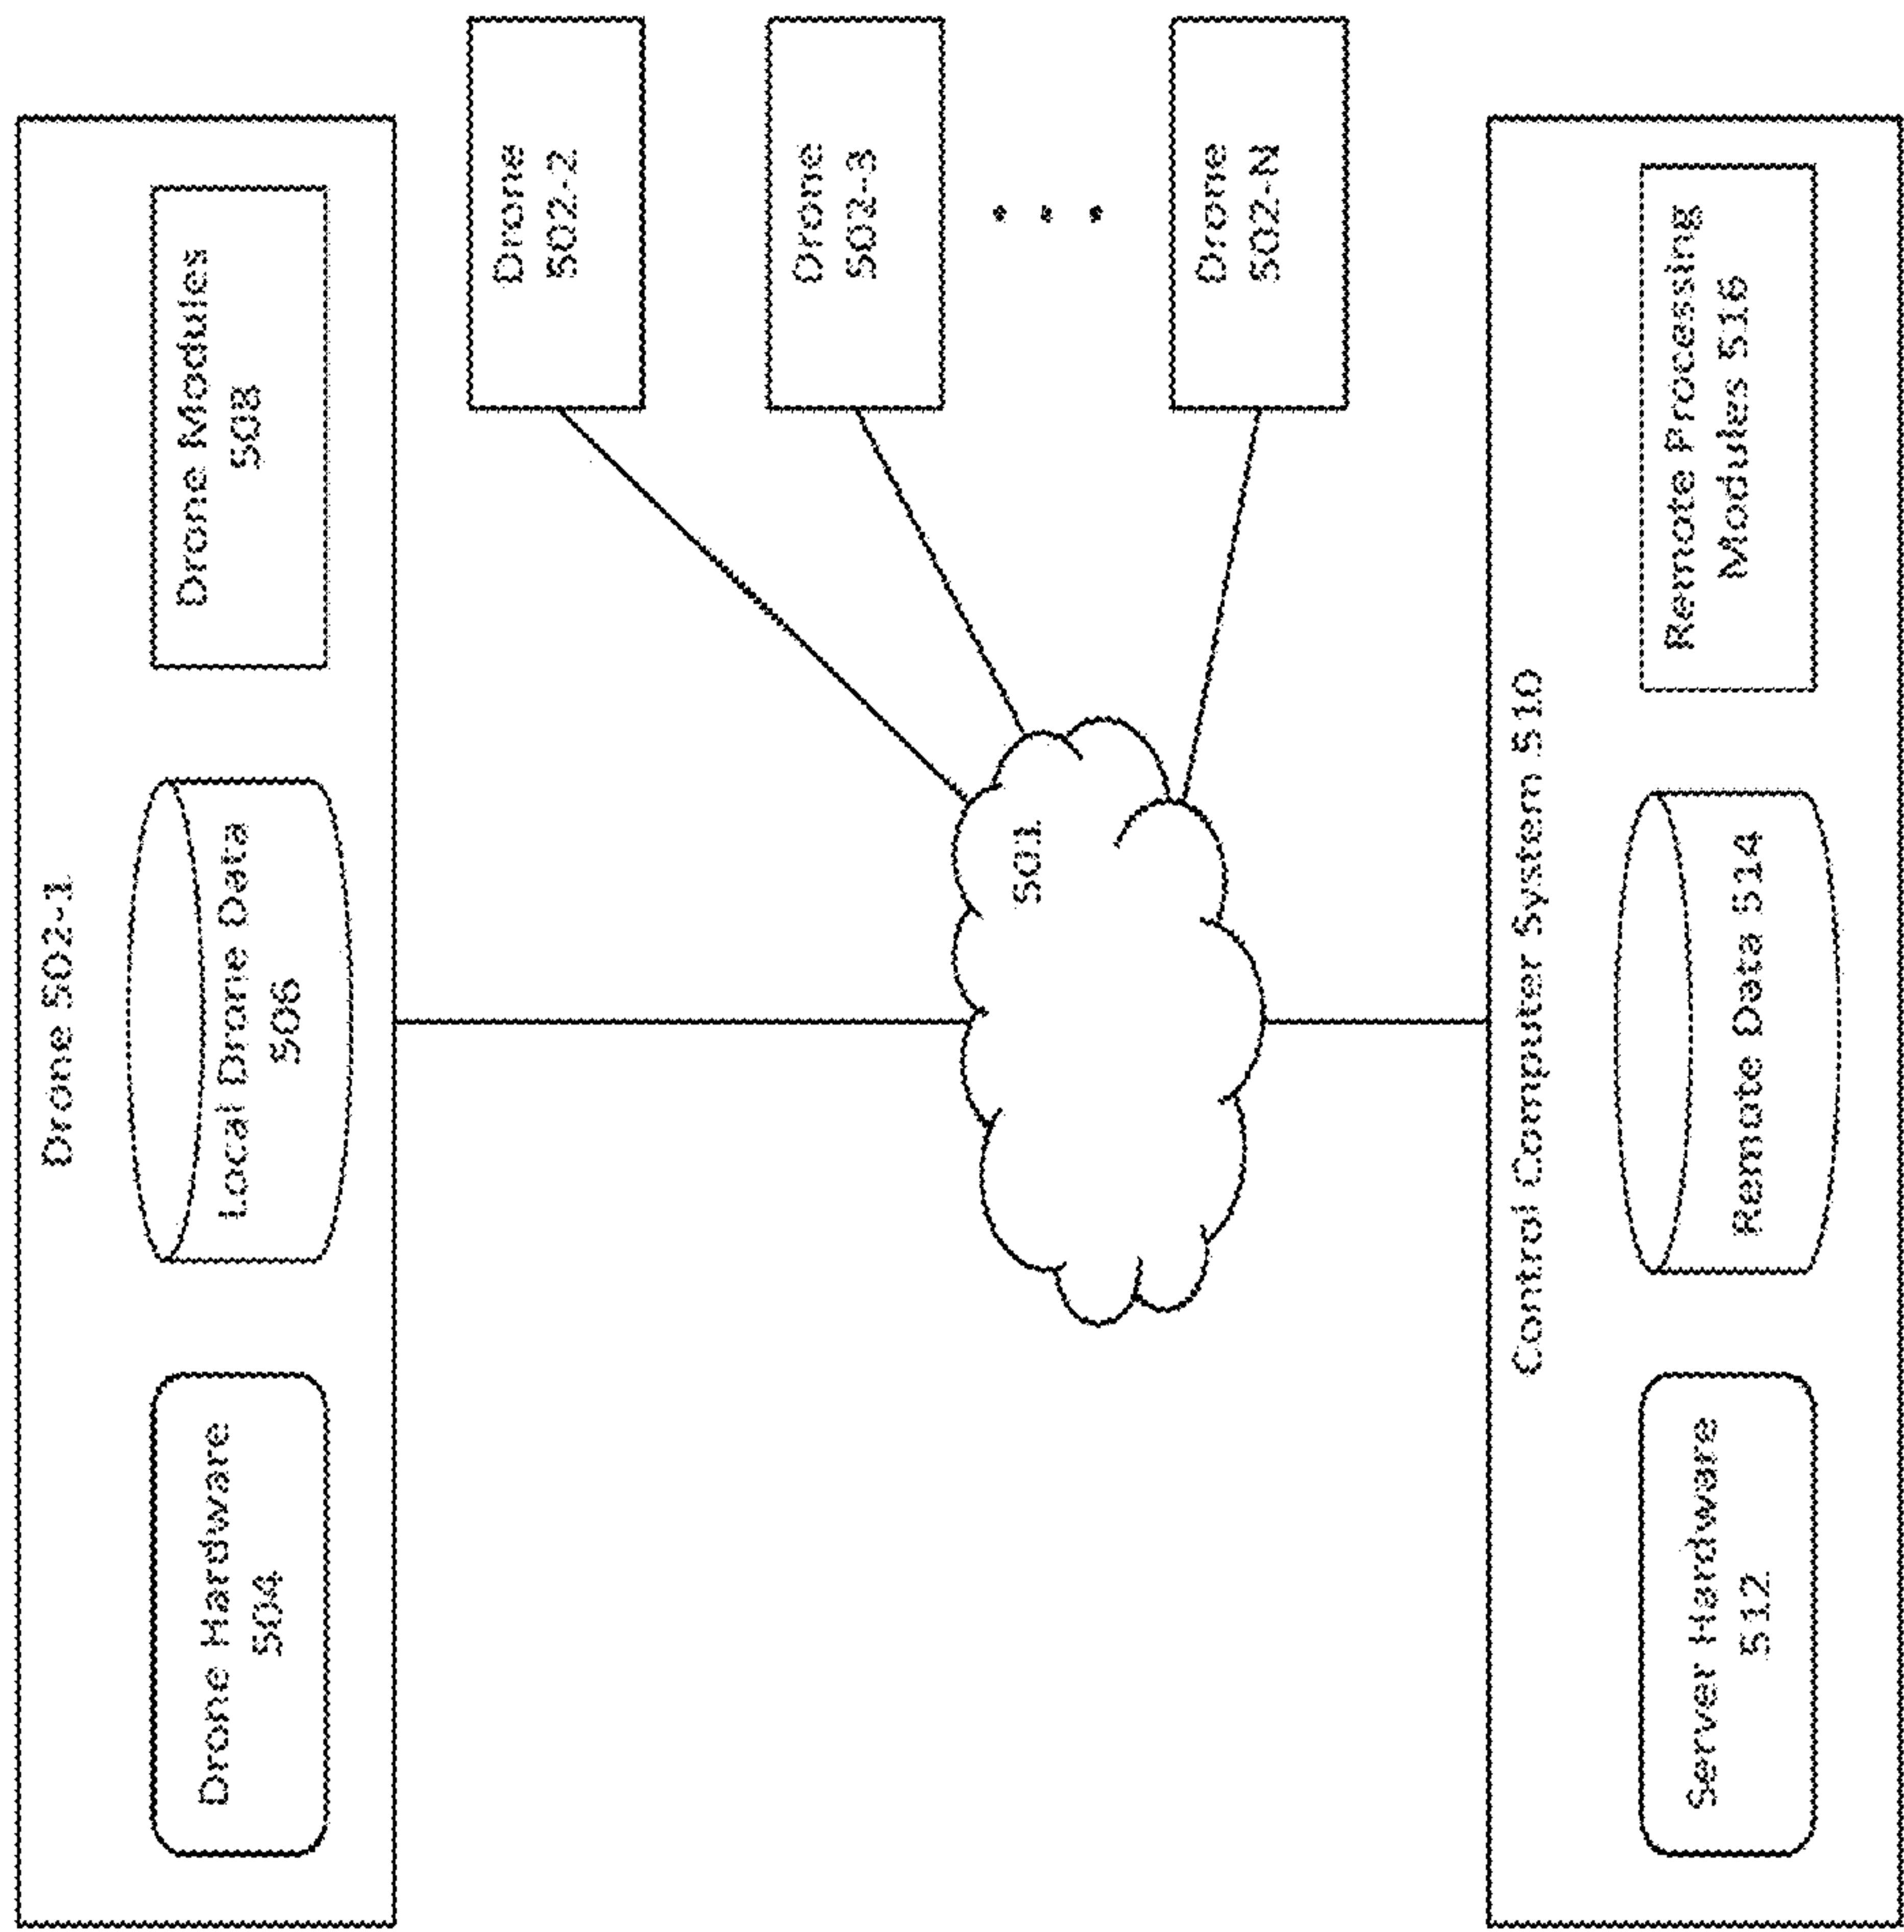 Drone 502-1
Drone Hardware
504
Local Drone Data
506
Drone Modules
508
Drone
502-2
Drone
502-3
Drone
502-N
501
Control Computer System 510
Server Hardware
512
Remote Data 514
Remote Processing
Modules 516